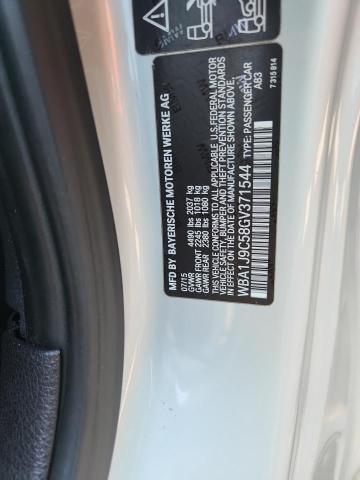 MFD BY BAYERISCHE MOTOREN WERKE AG
07/15
GVWR 4490 lbs 2037 kg
GAWR FRONT 2245 lbs 1018 kg
GAWR REAR 2380 lbs 1080 kg
THIS VEHICLE CONFORMS TO ALL APPLICABLE U.S. FEDERAL MOTOR
VEHICLE SAFETY, BUMPER AND THEFT PREVENTION STANDARDS
IN EFFECT ON THE DATE OF MANUFACTURE SHOWN ABOVE.
WBA1J9C58GV371544 TYPE: PASSENGER CAR
A83
7315814